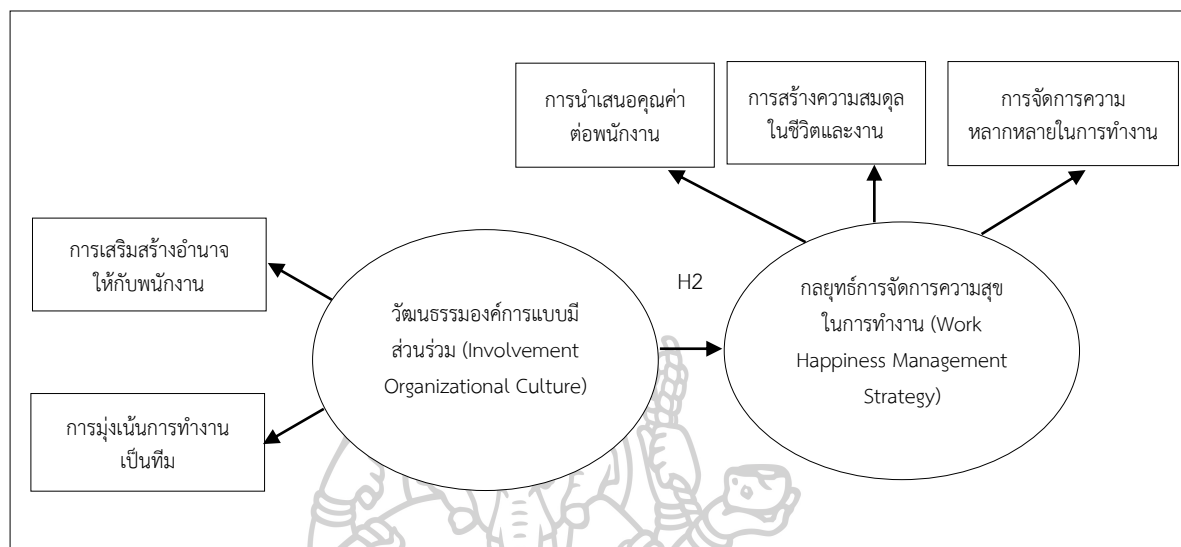 การนำเสนอคุณค่า
ต่อพนักงาน
การสร้างความสมดุล
ในชีวิตและงาน
การจัดการความ
หลากหลายในการทำงาน
การเสริมสร้างอำนาจ
ให้กับพนักงาน
วัฒนธรรมองค์การแบบมี
ส่วนร่วม (Involvement
Organizational Culture)
H2
กลยุทธ์การจัดการความสุข
ในการทำงาน (Work
Happiness Management
Strategy)
การมุ่งเน้นการทำงาน
เป็นทีม